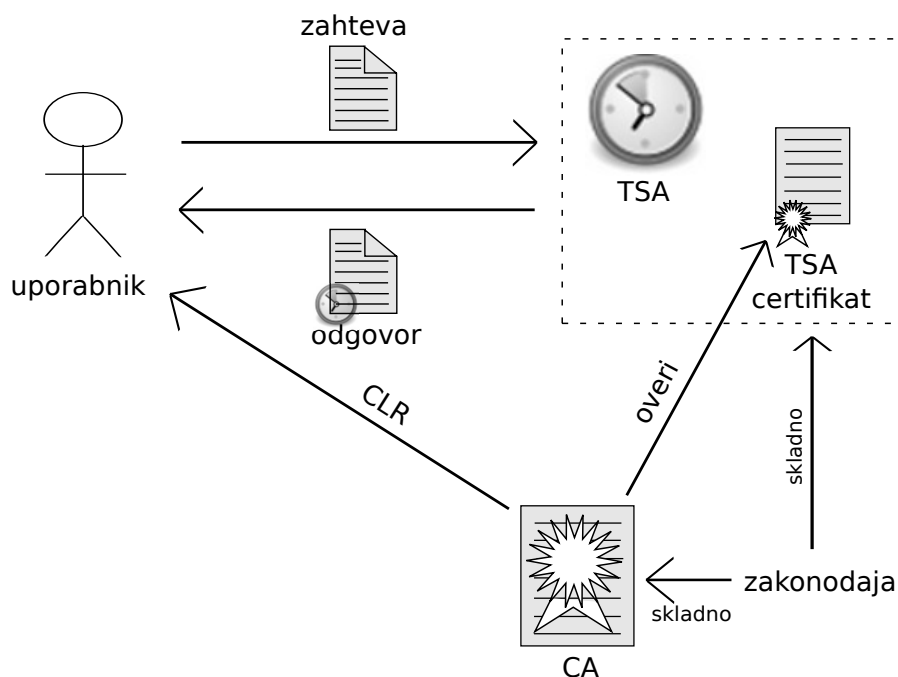 zahteva
TSA
TSA
certifikat
uporabnik
odgovor
CLR
overi
skladno
zakonodaja
skladno
CA